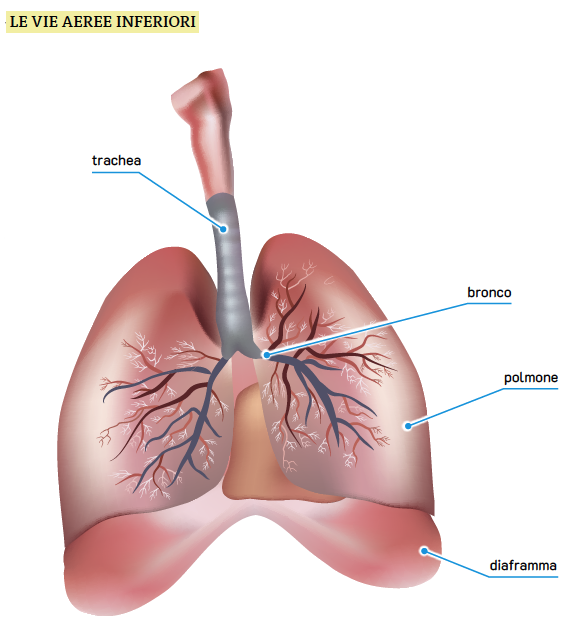 LE VIE AEREE INFERIORI
trachea
bronco
polmone
diaframma